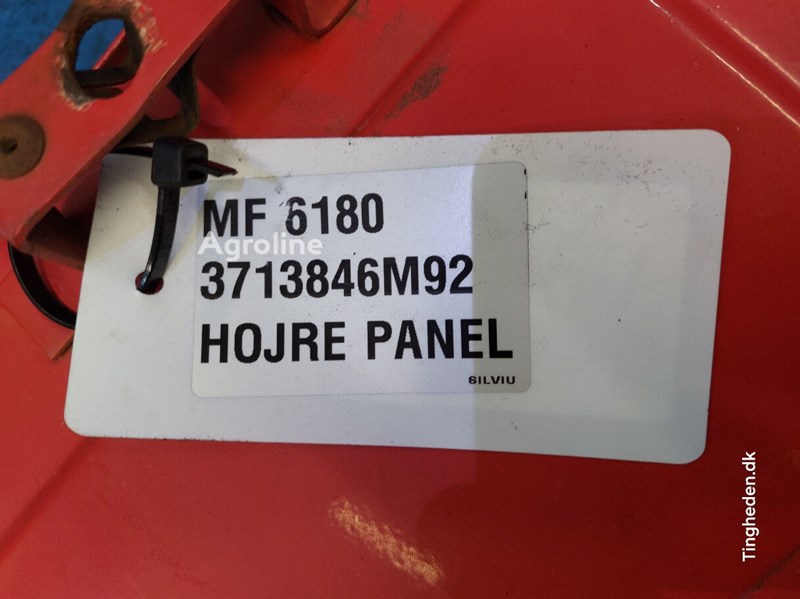 MF 6180
Agroline
3713846M92
HOJRE PANEL
SILVIU
Tingheden.dk